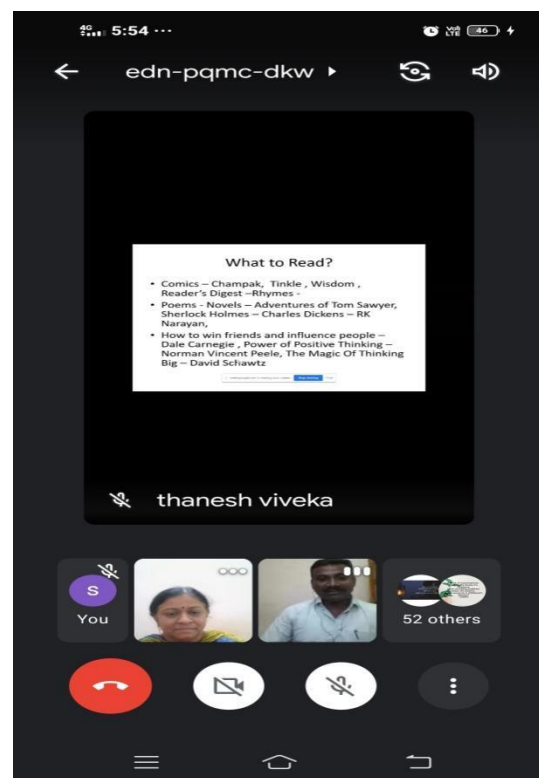 4G 5:54 ...
46
edn-pqmc-dkw
What to Read?
• Comics – Champak, Tinkle , Wisdom ,
Reader's Digest –Rhymes -
• Poems - Novels – Adventures of Tom Sawyer,
Sherlock Holmes – Charles Dickens – RK
Narayan,
• How to win friends and influence people –
Dale Carnegie , Power of Positive Thinking –
Norman Vincent Peele, The Magic Of Thinking
Big – David Schawtz
thanesh viveka
S
You
52 others